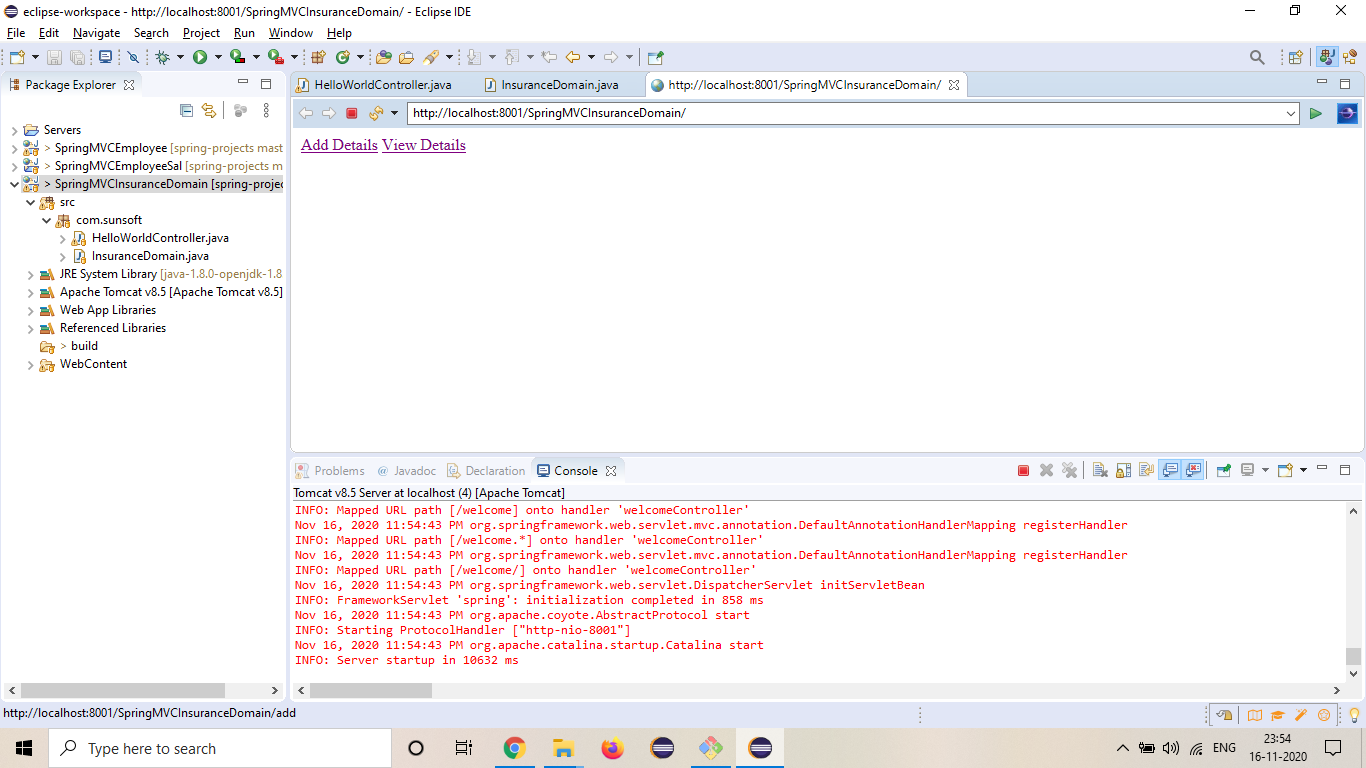 eclipse-workspace - http://localhost:8001/SpringMVCInsuranceDomain/ - Eclipse IDE
File Edit Navigate Search Project Run Window Help
Package Explorer
HelloWorldController.java InsuranceDomain.java http://localhost:8001/SpringMVCInsuranceDomain/
http://localhost:8001/SpringMVCInsuranceDomain/
Add Details View Details
Servers
> SpringMVCEmployee [spring-projects mast
> SpringMVCEmployeeSal [spring-projects m
> SpringMVCInsuranceDomain [spring-projec
src
com.sunsoft
HelloWorldController.java
InsuranceDomain.java
JRE System Library [java-1.8.0-openjdk-1.8
Apache Tomcat v8.5 [Apache Tomcat v8.5]
Web App Libraries
Referenced Libraries
> build
WebContent
Problems @ Javadoc Declaration Console
Tomcat v8.5 Server at localhost (4) [Apache Tomcat]
INFO: Mapped URL path [/welcome] onto handler 'welcomeController'
Nov 16, 2020 11:54:43 PM org.springframework.web.servlet.mvc.annotation.DefaultAnnotationHandlerMapping registerHandler
INFO: Mapped URL path [/welcome.*] onto handler 'welcomeController'
Nov 16, 2020 11:54:43 PM org.springframework.web.servlet.mvc.annotation.DefaultAnnotationHandlerMapping registerHandler
INFO: Mapped URL path [/welcome/] onto handler 'welcomeController'
Nov 16, 2020 11:54:43 PM org.springframework.web.servlet.DispatcherServlet initServletBean
INFO: FrameworkServlet 'spring': initialization completed in 858 ms
Nov 16, 2020 11:54:43 PM org.apache.coyote.AbstractProtocol start
INFO: Starting ProtocolHandler ["http-nio-8001"]
Nov 16, 2020 11:54:43 PM org.apache.catalina.startup.Catalina start
INFO: Server startup in 10632 ms
http://localhost:8001/SpringMVCInsuranceDomain/add
Type here to search
ENG
23:54
16-11-2020